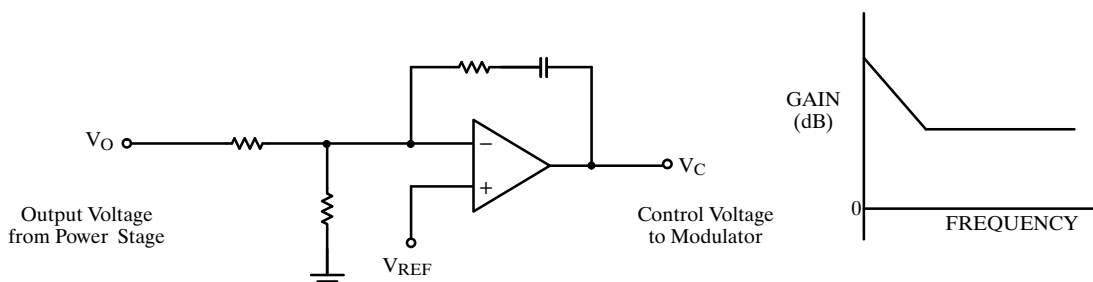 GAIN
(dB)
VO
−
+
VC
Output Voltage
from Power Stage
Control Voltage
to Modulator
0
FREQUENCY
VREF